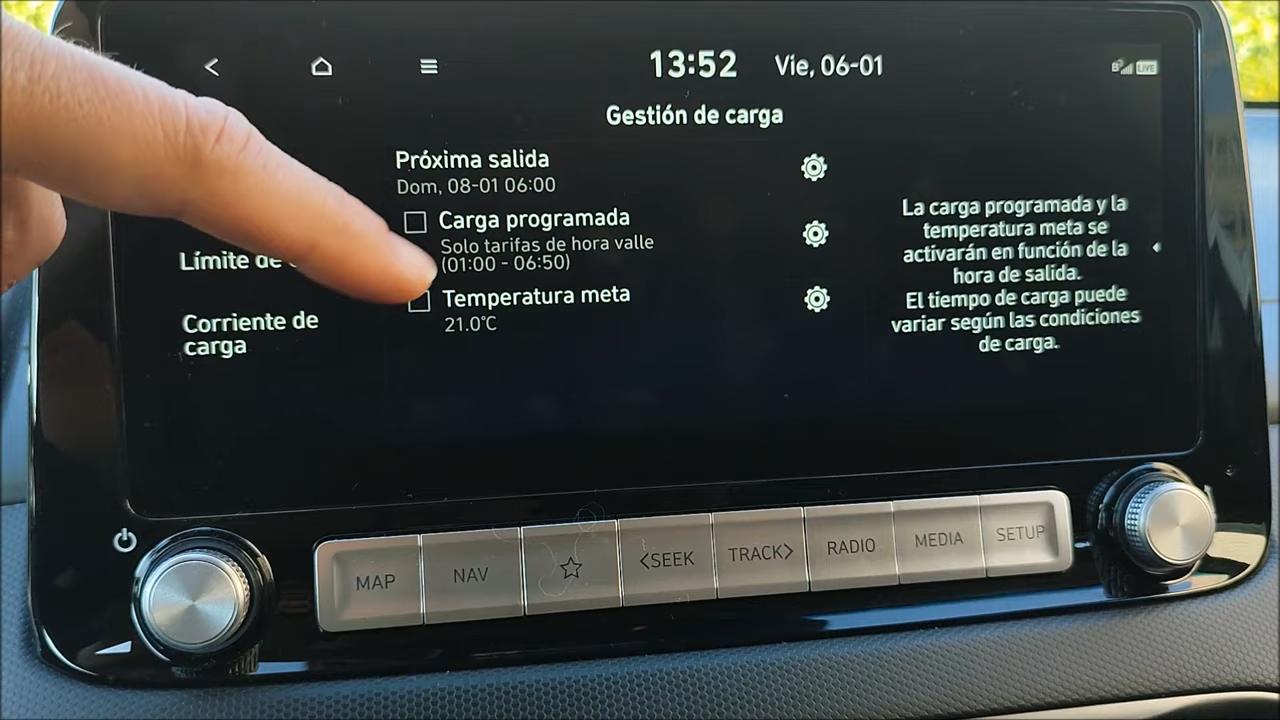 13:52 Vie, 06-01
LIVE
Gestión de carga
Próxima salida
Dom, 08-01 06:00
Carga programada
Solo tarifas de hora valle
(01:00 - 06:50)
Temperatura meta
21.0°C
Límite de
Corriente de
carga
La carga programada y la
temperatura meta se
activarán en función de la
hora de salida.
El tiempo de carga puede
variar según las condiciones
de carga.
MAP
NAV
<SEEK
TRACK>
RADIO
MEDIA
SETUP